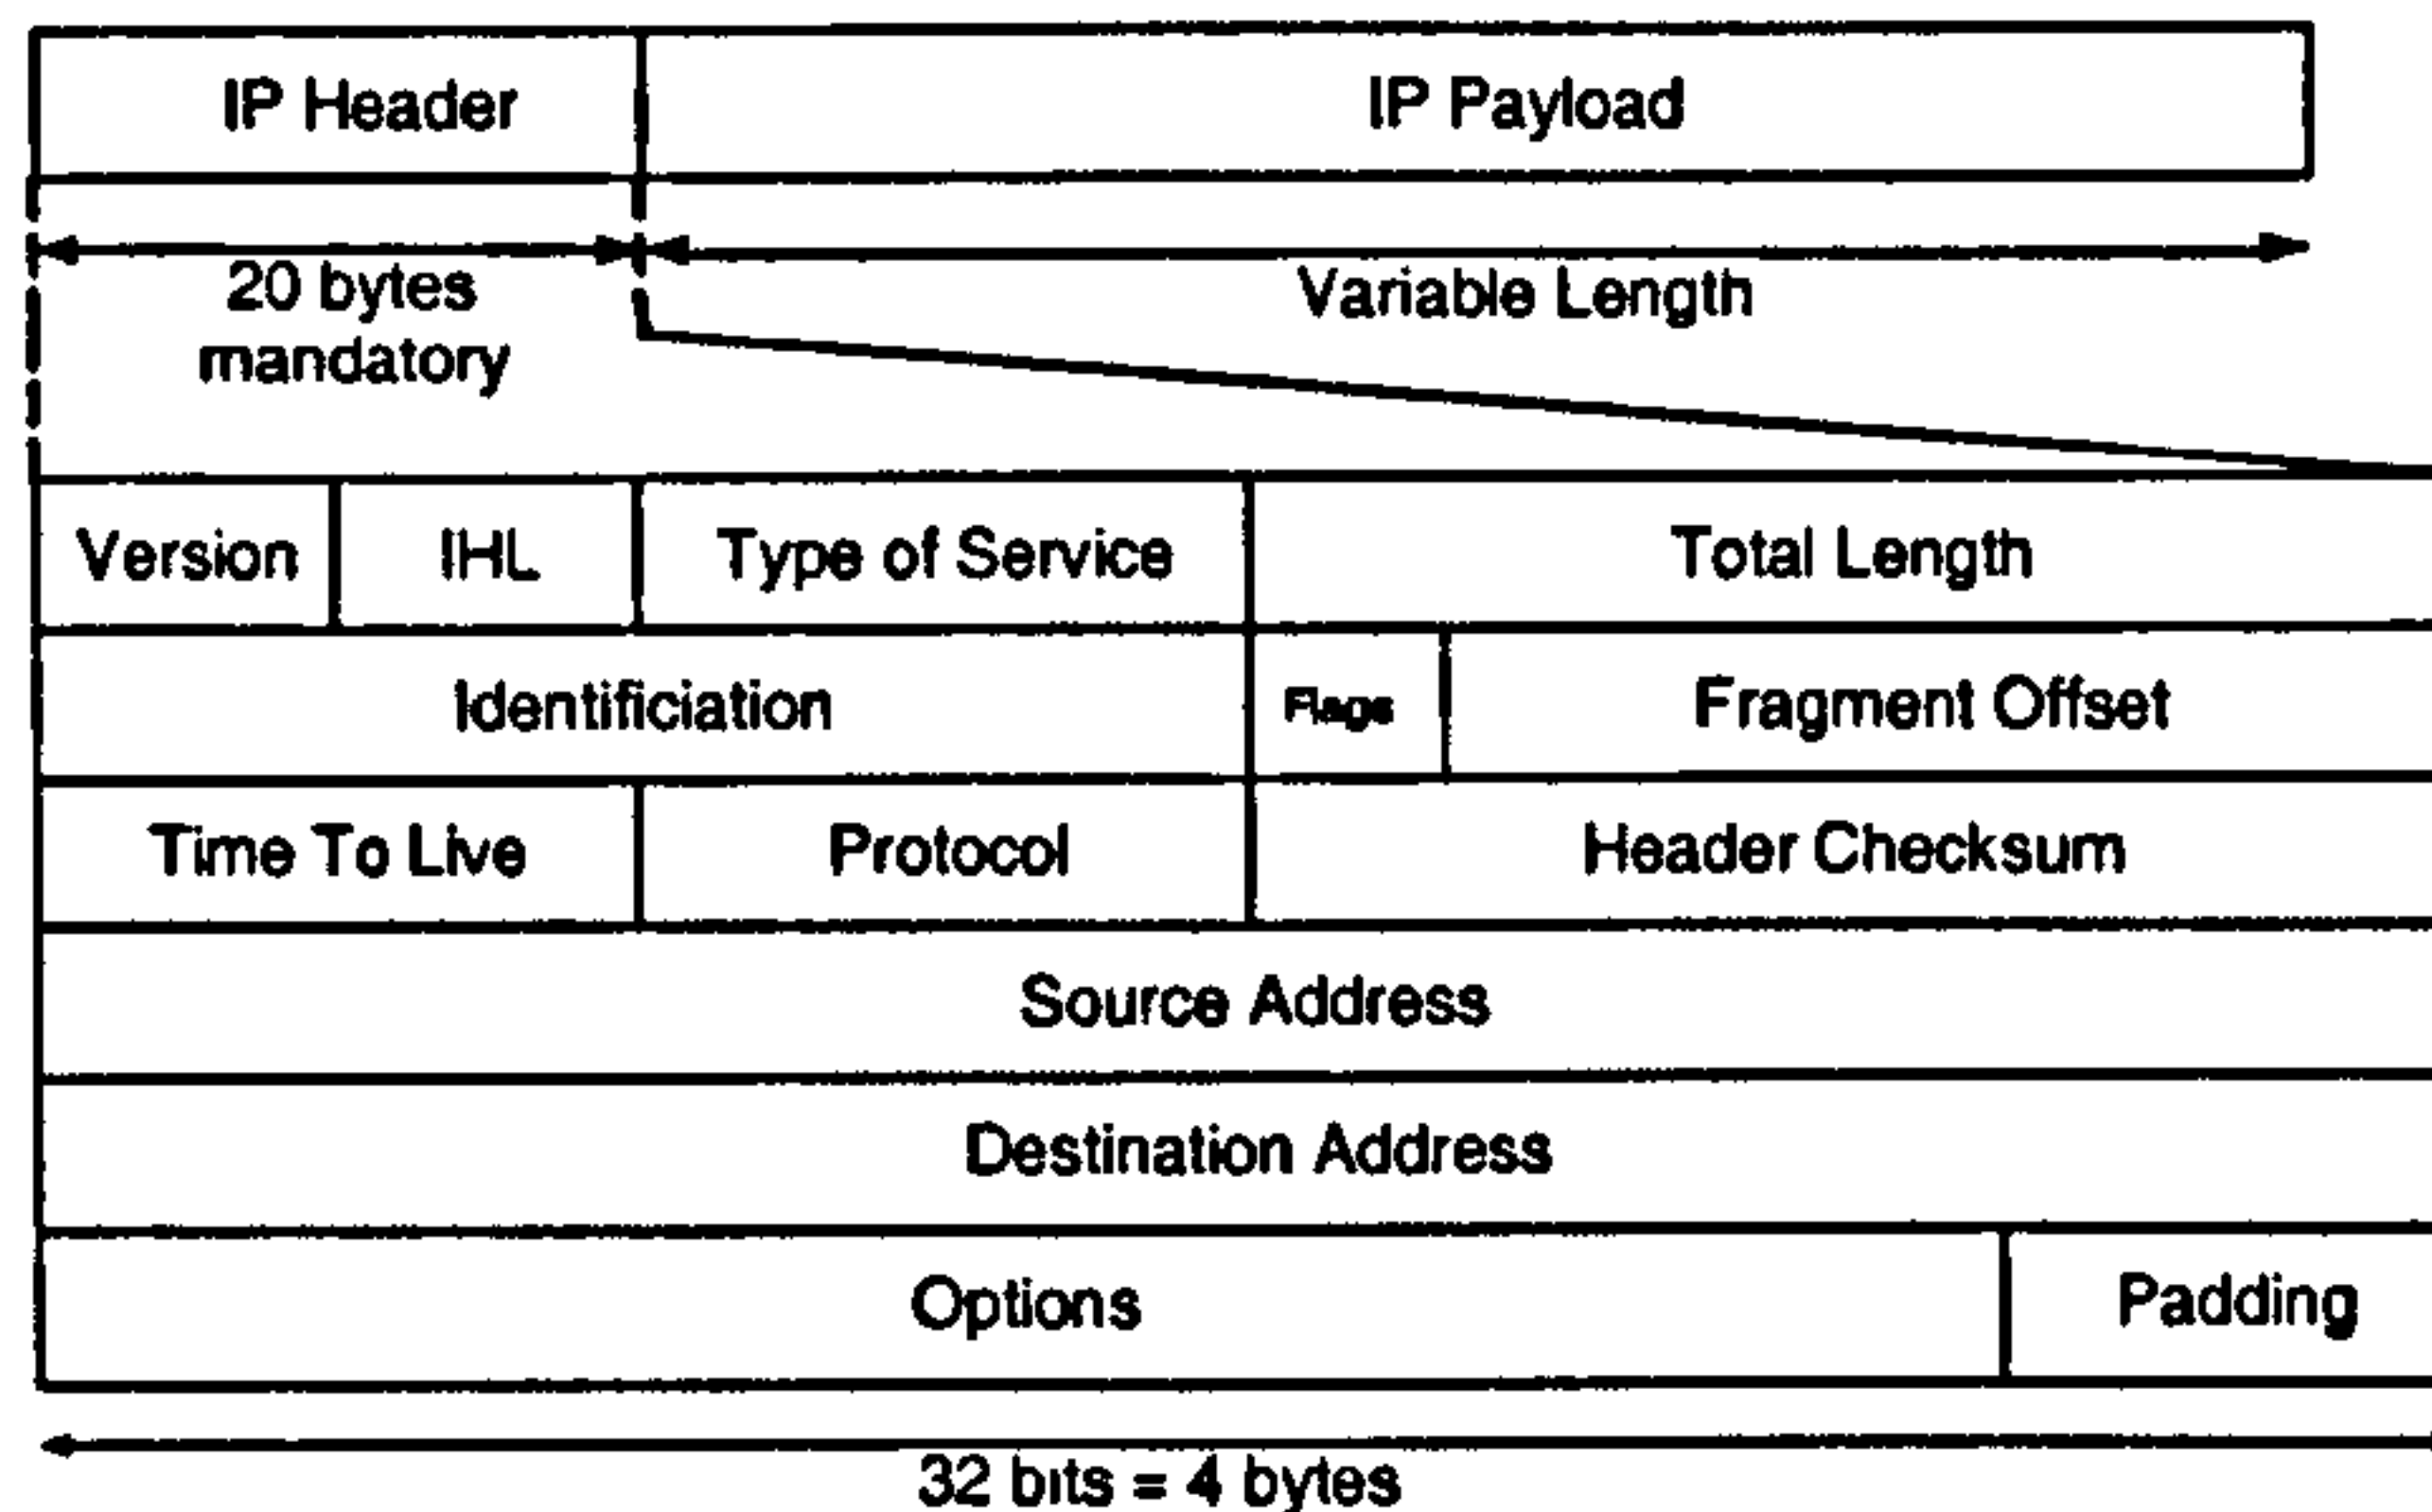 IP Header IP Payload
20 bytes Variable Length
mandatory
Version IHL Type of Service Total Length
Identificiation Flags Fragment Offset
Time To Live Protocol Header Checksum
Source Address
Destination Address
Options Padding
32 bits = 4 bytes